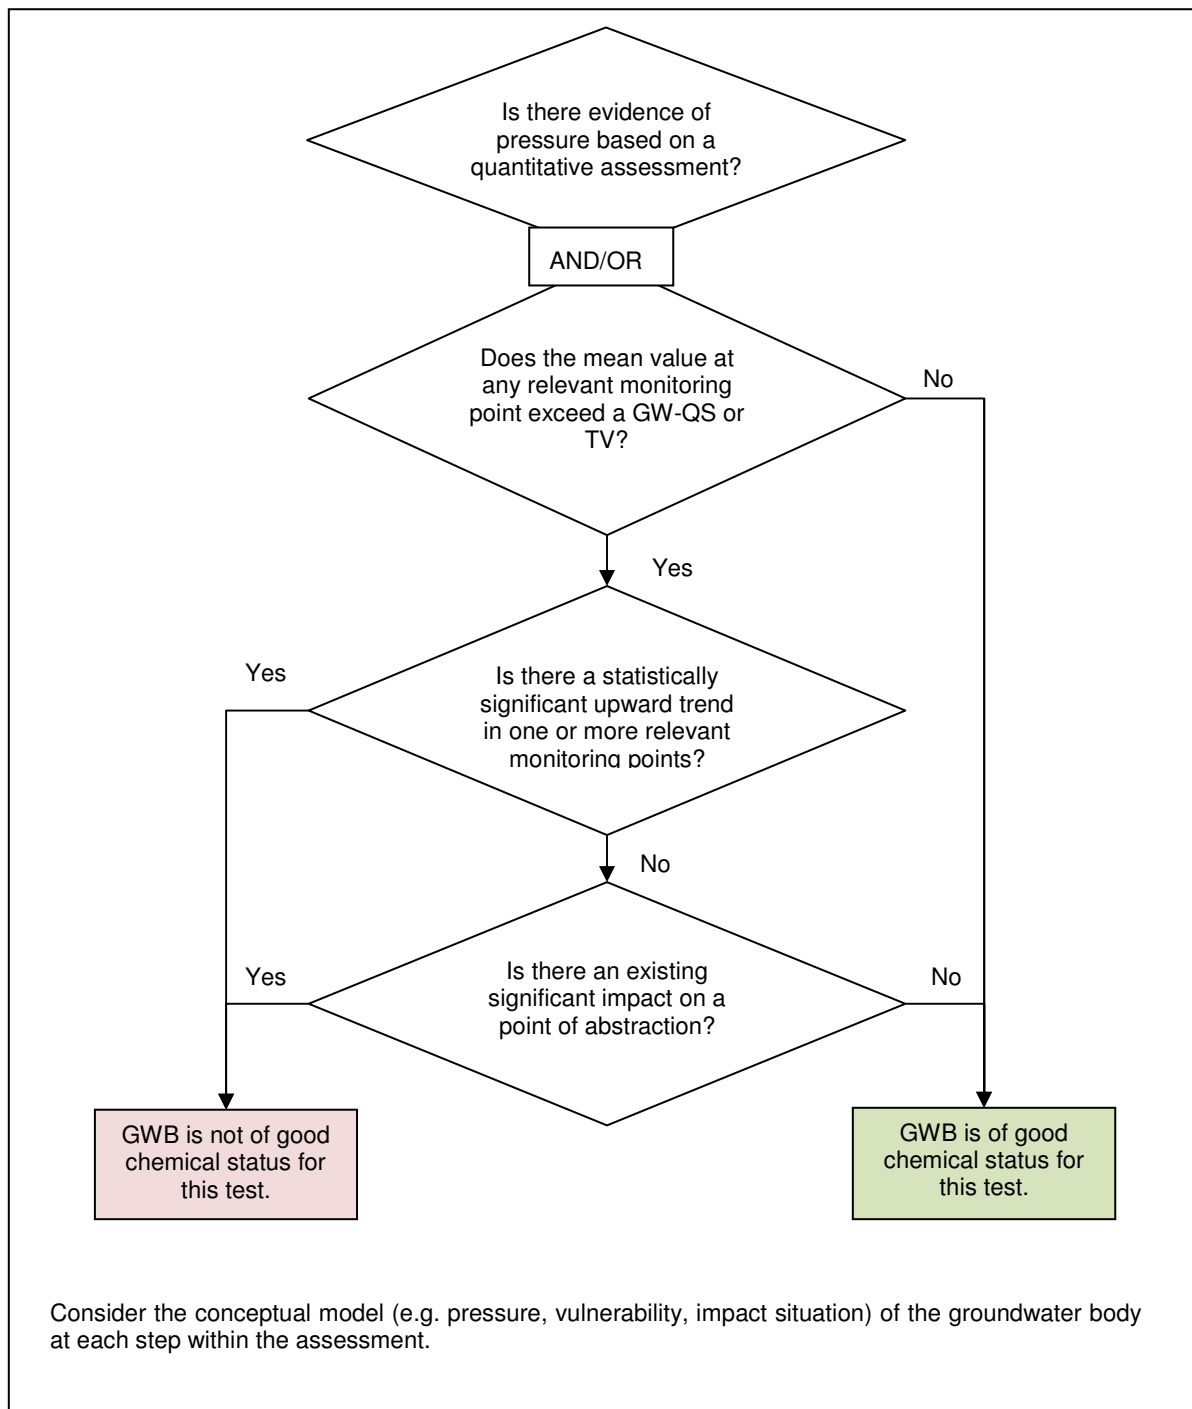 Is there evidence of
pressure based on a
quantitative assessment?
AND/OR
Does the mean value at
any relevant monitoring
point exceed a GW-QS or
TV?
No
Yes
Yes
Is there a statistically
significant upward trend
in one or more relevant
monitoring points?
No
Yes
Is there an existing
significant impact on a
point of abstraction?
No
GWB is not of good
chemical status for
this test.
GWB is of good
chemical status for
this test.
Consider the conceptual model (e.g. pressure, vulnerability, impact situation) of the groundwater body
at each step within the assessment.